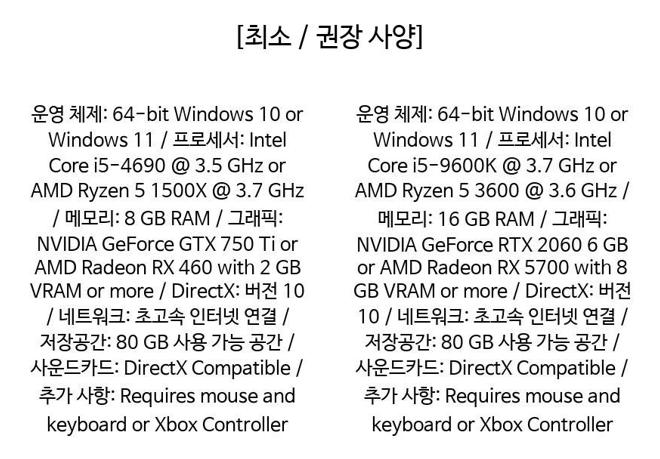 [최소 / 권장 사양]
운영 체제: 64-bit Windows 10 or
Windows 11 / 프로세서: Intel
Core i5-4690 @ 3.5 GHz or
AMD Ryzen 5 1500X @ 3.7 GHz
/ 메모리: 8 GB RAM / 그래픽:
NVIDIA GeForce GTX 750 Ti or
AMD Radeon RX 460 with 2 GB
VRAM or more / DirectX: 버전 10
/ 네트워크: 초고속 인터넷 연결 /
저장공간: 80 GB 사용 가능 공간 /
사운드카드: DirectX Compatible /
추가 사항: Requires mouse and
keyboard or Xbox Controller
운영 체제: 64-bit Windows 10 or
Windows 11 / 프로세서: Intel
Core i5-9600K @ 3.7 GHz or
AMD Ryzen 5 3600 @ 3.6 GHz /
메모리: 16 GB RAM / 그래픽:
NVIDIA GeForce RTX 2060 6 GB
or AMD Radeon RX 5700 with 8
GB VRAM or more / DirectX: 버전
10 / 네트워크: 초고속 인터넷 연결 /
저장공간: 80 GB 사용 가능 공간 /
사운드카드: DirectX Compatible /
추가 사항: Requires mouse and
keyboard or Xbox Controller